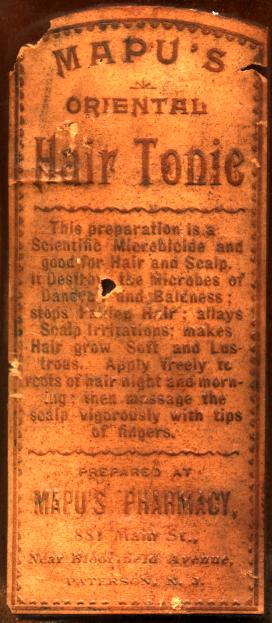 MAPU'S
ORIENTAL
Hair Tonic
This preparation is a
Scientific Microbicide and
good for Hair and Scalp.
It Destroys the Microbes of
Dandruff and Baldness;
stops Falling Hair; allays
Scalp Irritations; makes
Hair grow Soft and Lus-
trous. Apply freely to
roots of hair night and morn-
ing; then massage the
scalp vigorously with tips
of fingers.
PREPARED AT
MAPU'S PHARMACY,
881 Main St.,
Near Bloomfield Avenue,
PATERSON, N. J.